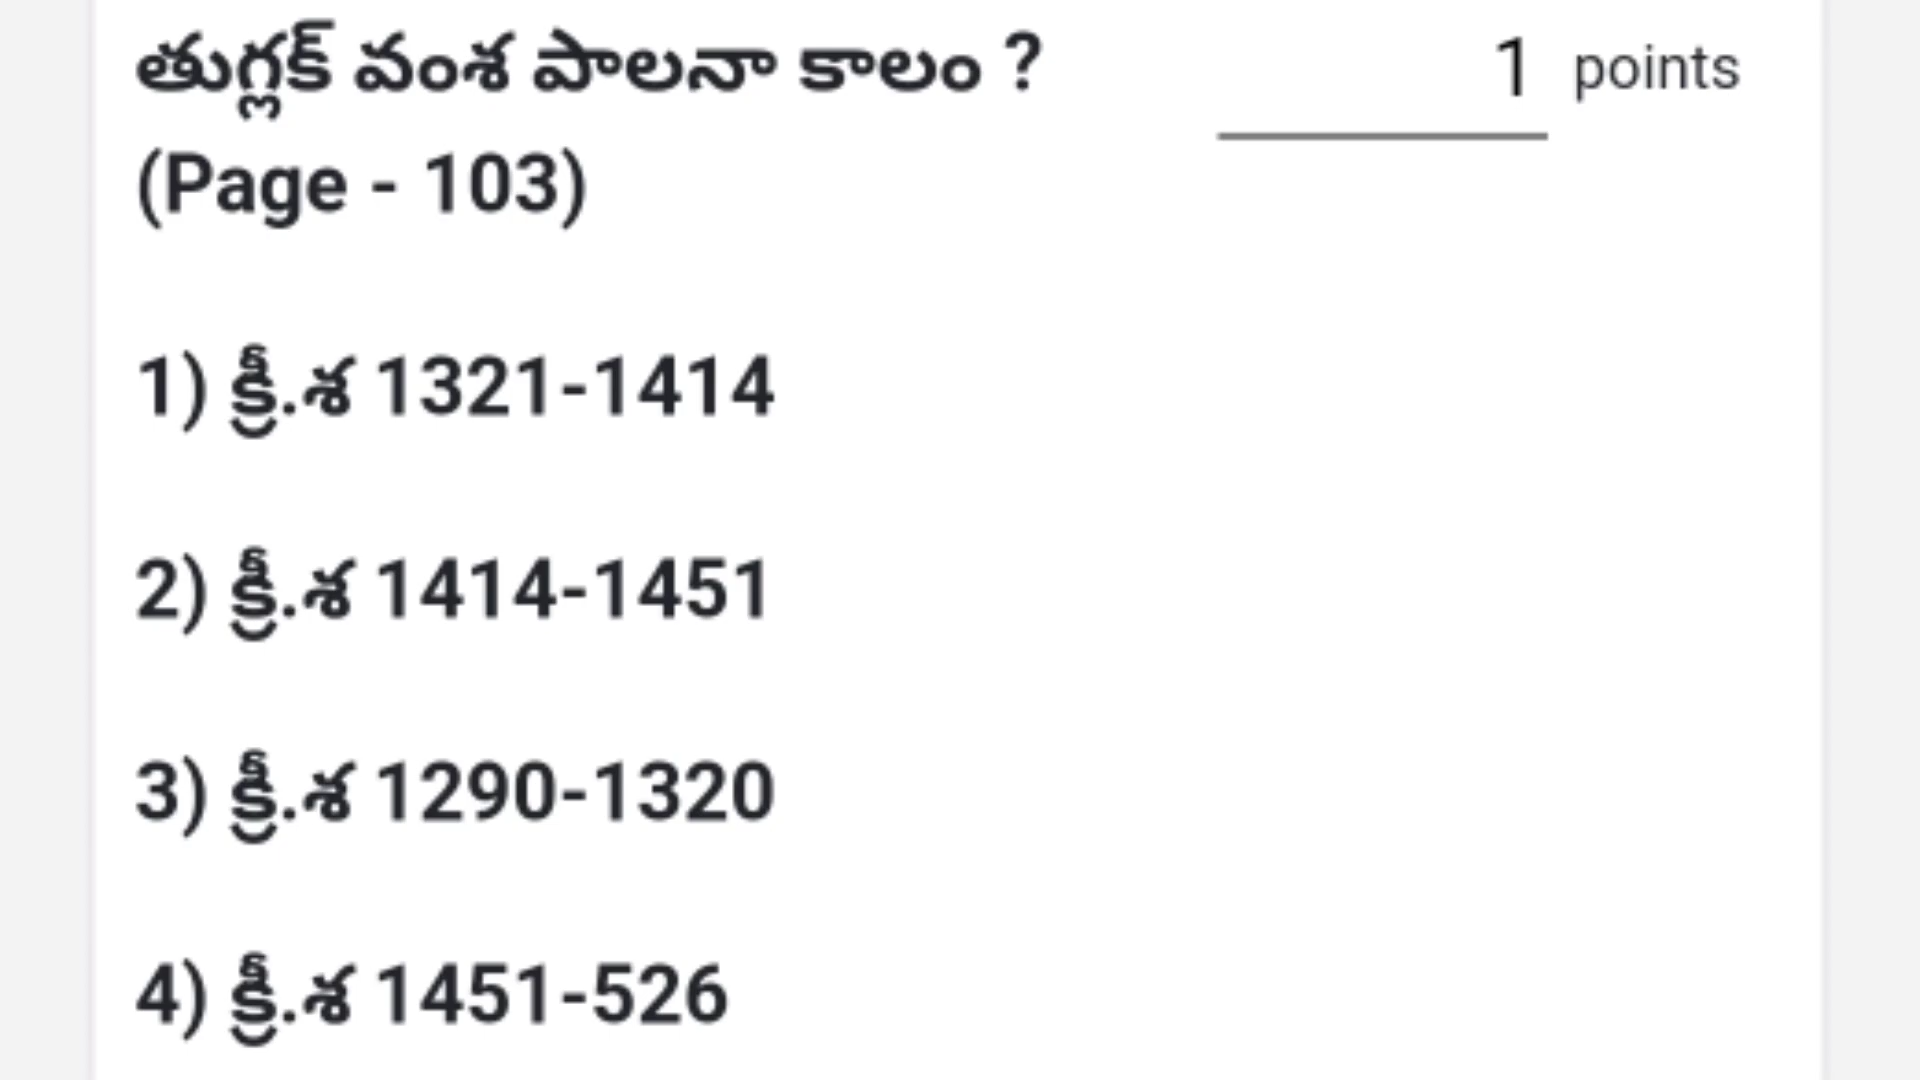 తుగ్లక్ వంశ పాలనా కాలం ?
1 points
(Page - 103)
1) క్రీ.శ 1321-1414
2) క్రీ.శ 1414-1451
3) క్రీ.శ 1290-1320
4) క్రీ.శ 1451-526